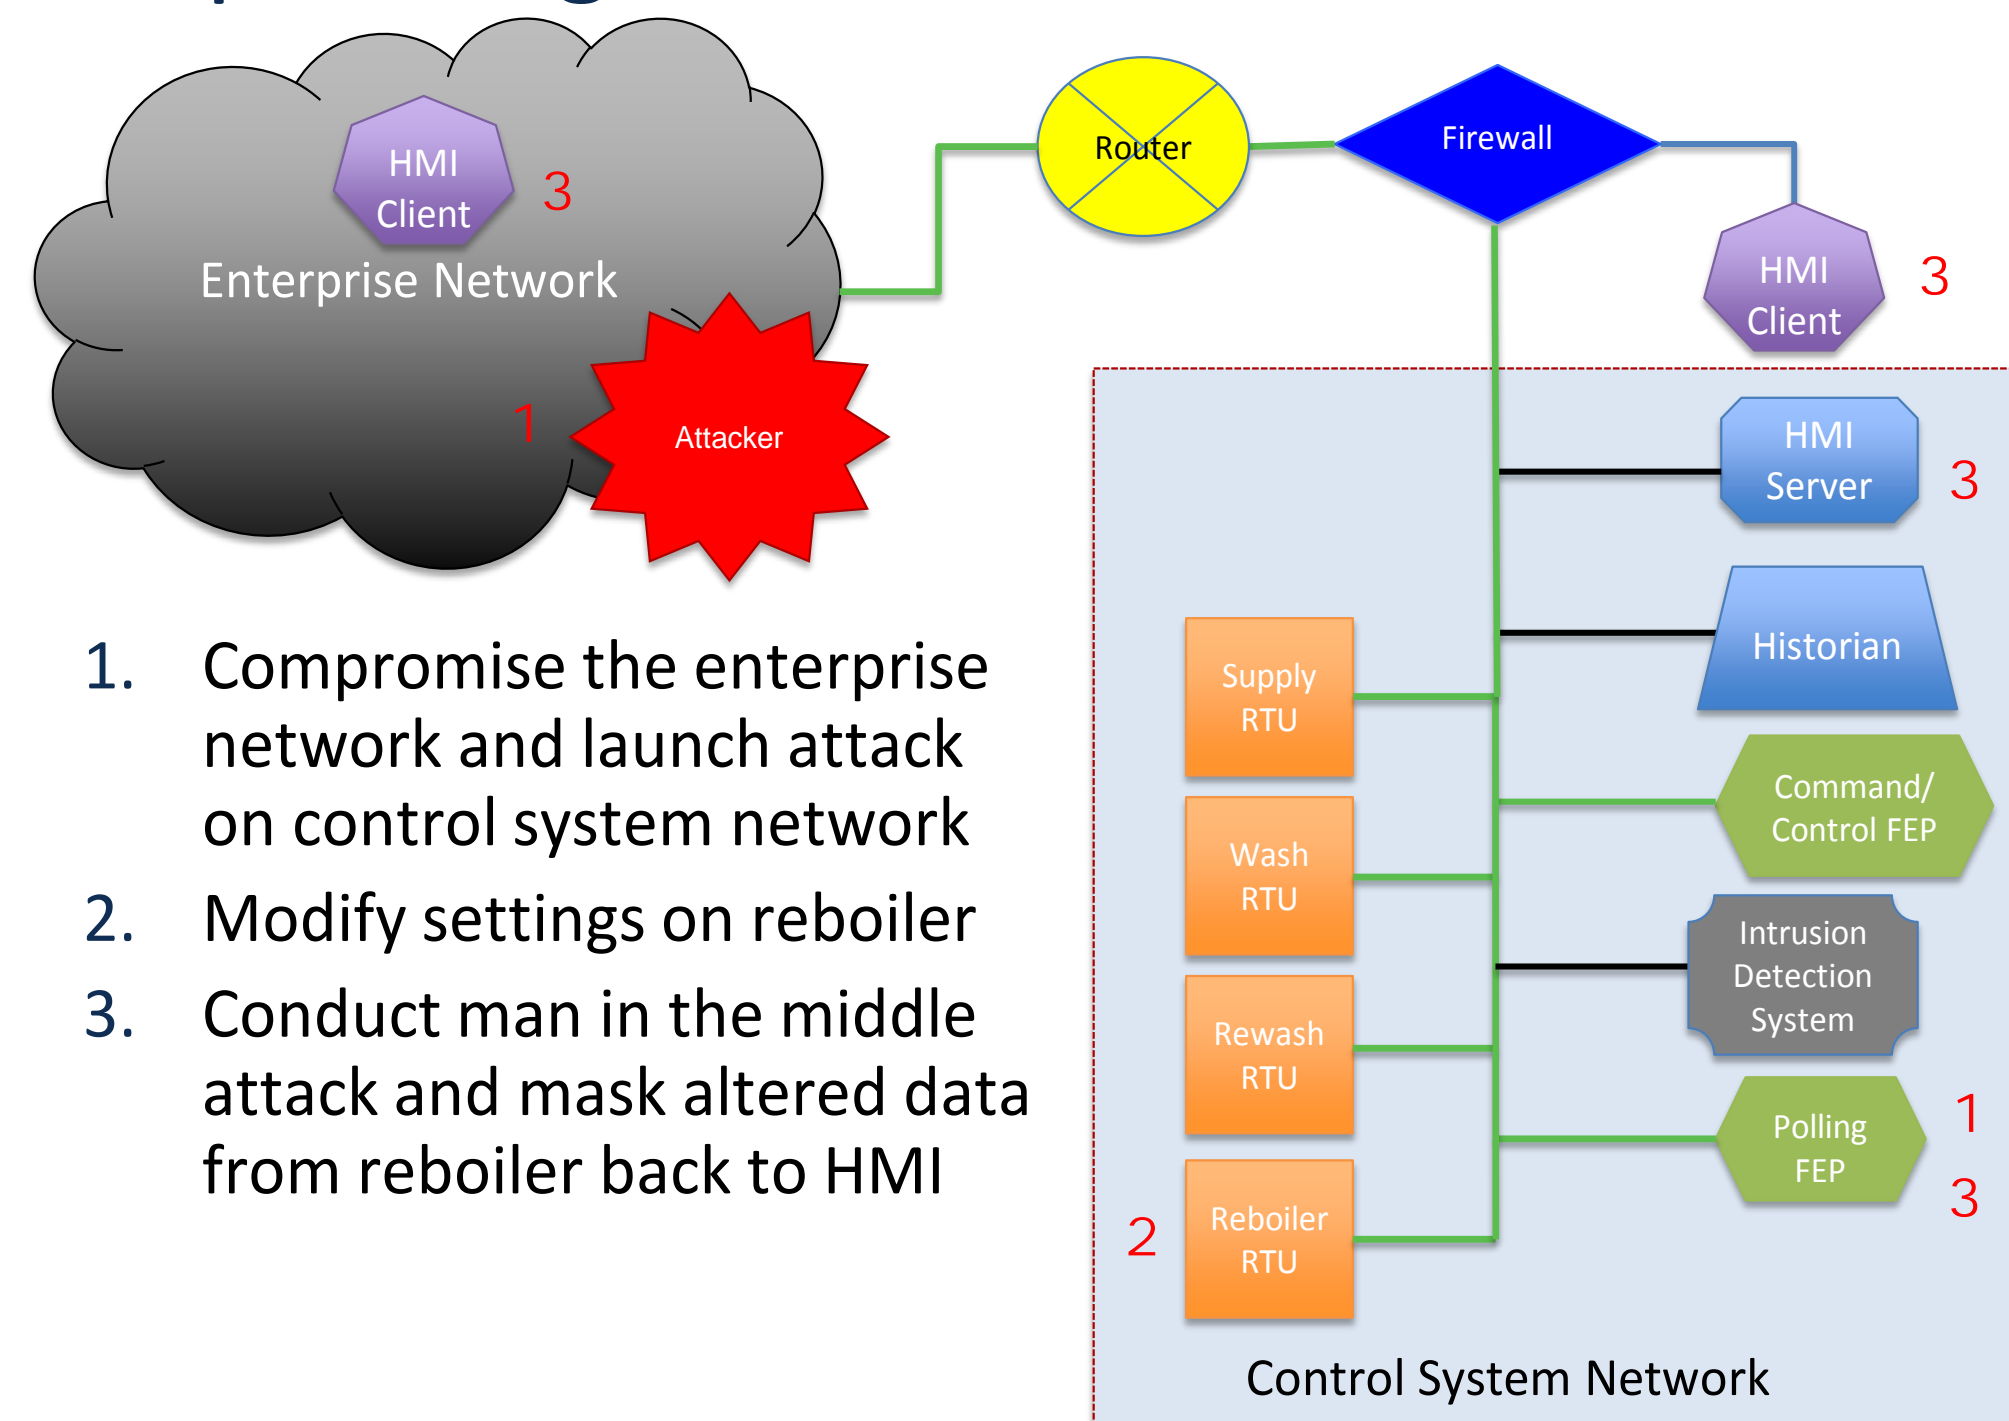 HMI
Client
3
Enterprise Network
1
Attacker
Router
Firewall
HMI
Client
3
1. Compromise the enterprise
network and launch attack
on control system network
2. Modify settings on reboiler
3. Conduct man in the middle
attack and mask altered data
from reboiler back to HMI
HMI
Server
3
Historian
Supply
RTU
Command/
Control FEP
Wash
RTU
Intrusion
Detection
System
Rewash
RTU
Polling
FEP
1
3
2
Reboiler
RTU
Control System Network